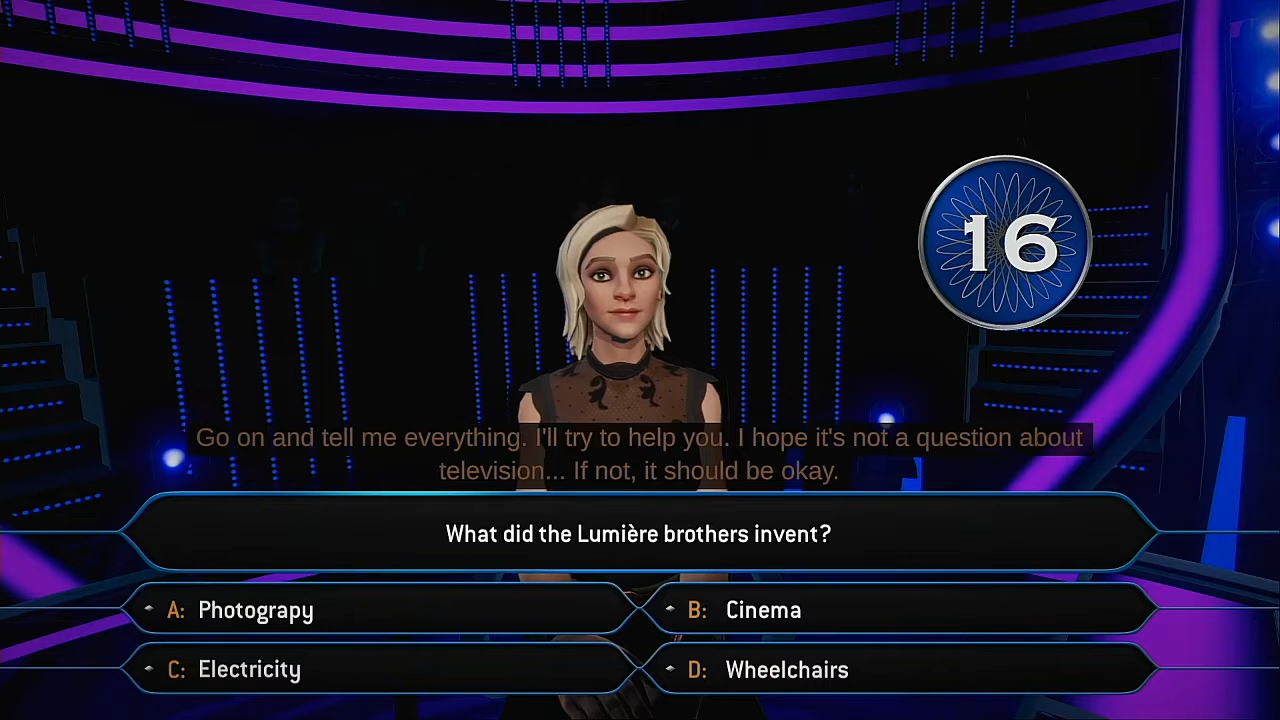 16
Go on and tell me everything. I'll try to help you. I hope it's not a question about
television... If not, it should be okay.
What did the Lumière brothers invent?
A: Photograpy
B: Cinema
C: Electricity
D: Wheelchairs